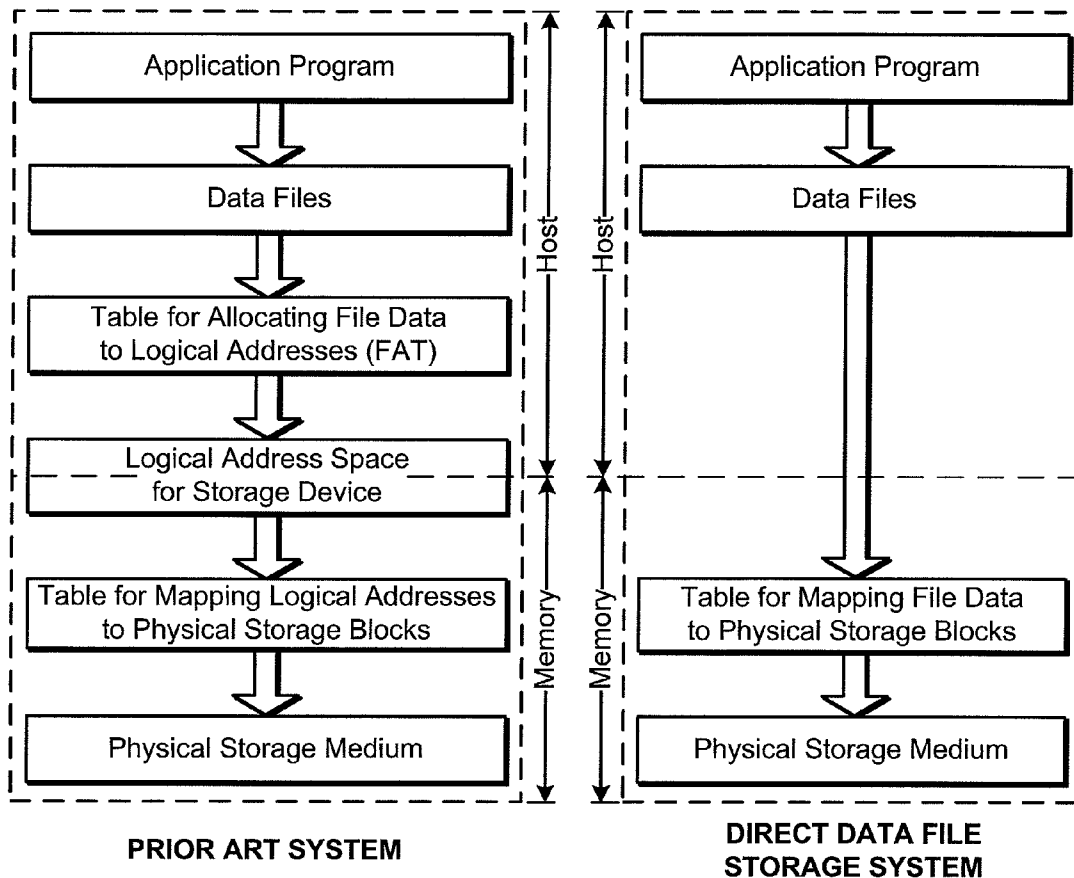 Application Program
Data Files
Table for Allocating File Data
to Logical Addresses (FAT)
Logical Address Space
for Storage Device
Table for Mapping Logical Addresses
to Physical Storage Blocks
Physical Storage Medium
PRIOR ART SYSTEM
Host
Memory
Host
Memory
Application Program
Data Files
Table for Mapping File Data
to Physical Storage Blocks
Physical Storage Medium
DIRECT DATA FILE
STORAGE SYSTEM